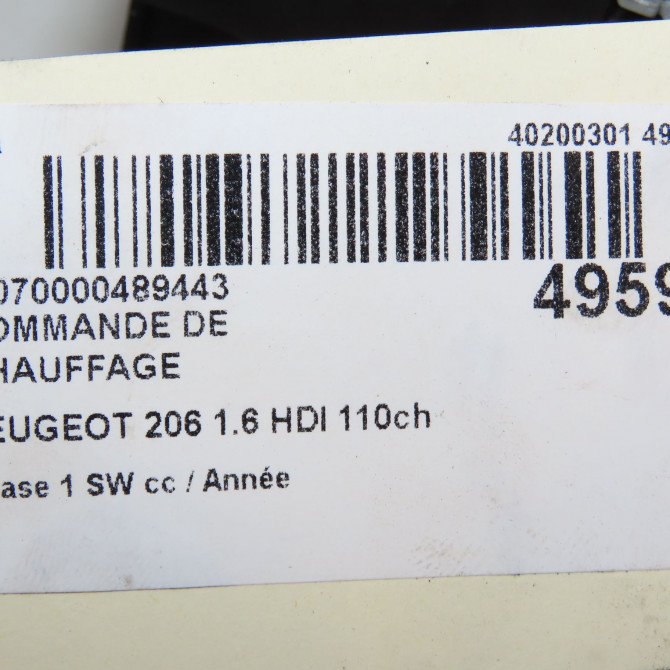 40200301 49
070000489443
4959
OMMANDE DE
HAUFFAGE
EUGEOT 206 1.6 HDI 110ch
ase 1 SW cc / Année